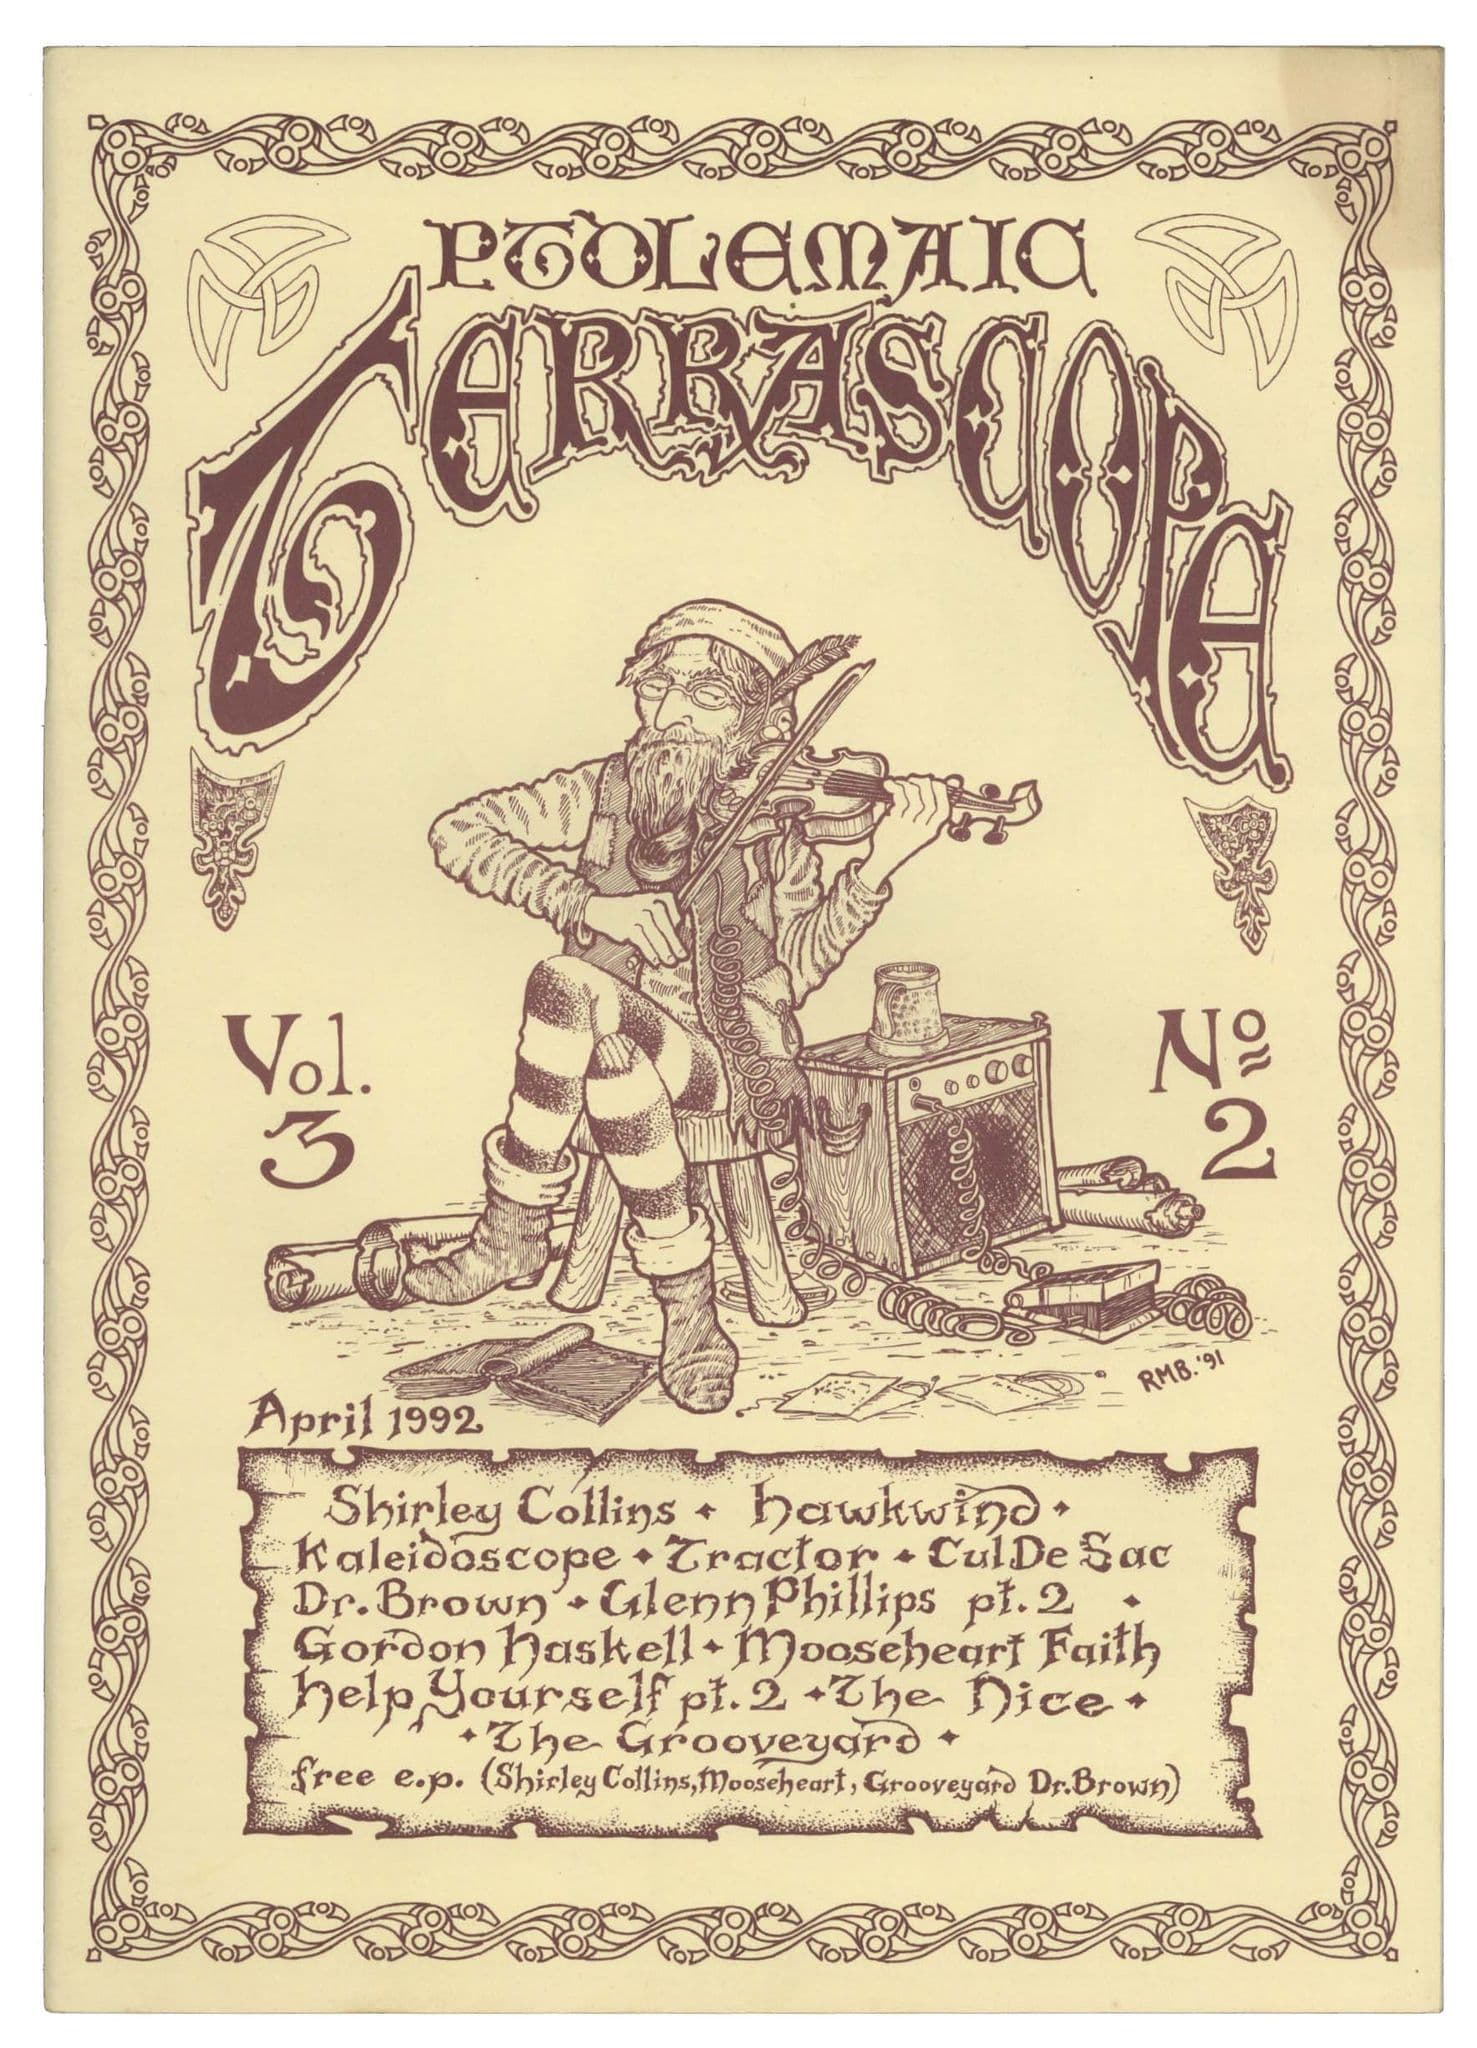 PTOLEMAIC
TERRASCOPE
Vol.
3
No
2
RMB.'91
April 1992
Shirley Collins • Hawkwind •
Kaleidoscope • Tractor • Cul De Sac
Dr. Brown • Glenn Phillips pt. 2 •
Gordon Haskell • Mooseheart Faith
Help Yourself pt. 2 • The Nice •
• The Grooveyard •
free e.p. (Shirley Collins, Mooseheart, Grooveyard Dr. Brown)